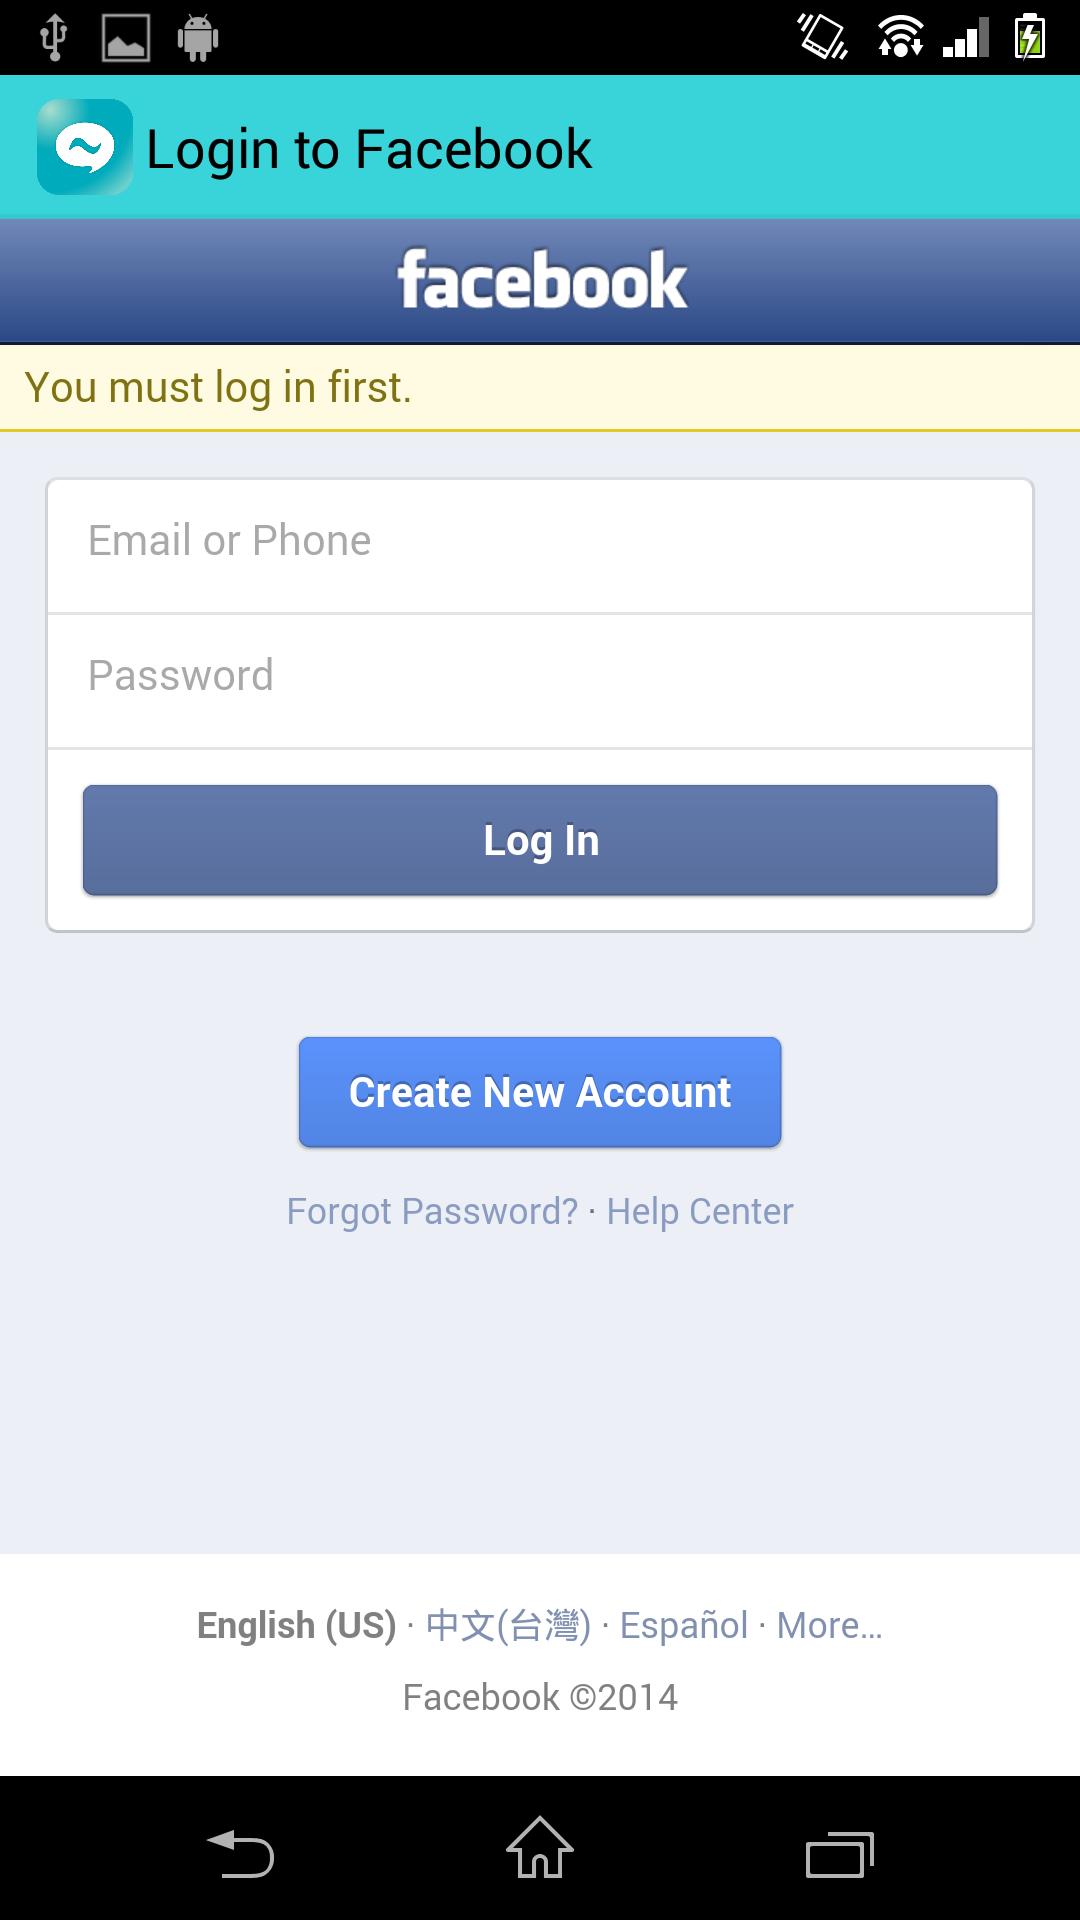 Login to Facebook
facebook
You must log in first.
Email or Phone
Password
Log In
Create New Account
Forgot Password? · Help Center
English (US) · 中文(台灣) · Español · More…
Facebook ©2014